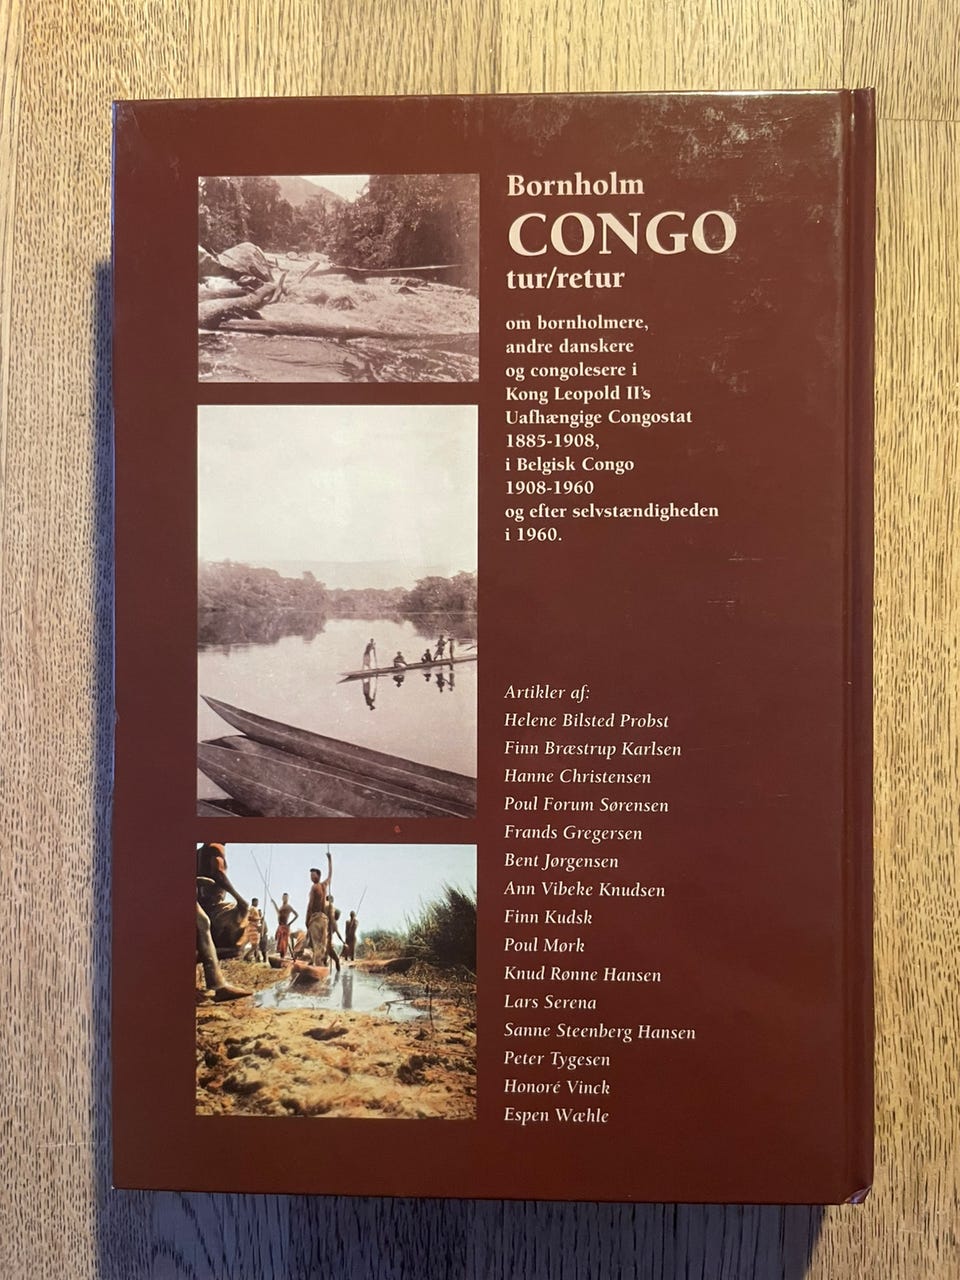 Bornholm
CONGO
tur/retur
om bornholmere,
andre danskere
og congolesere i
Kong Leopold II's
Uafhængige Congostat
1885-1908,
i Belgisk Congo
1908-1960
og efter selvstændigheden
i 1960.
Artikler af:
Helene Bilsted Probst
Finn Bræstrup Karlsen
Hanne Christensen
Poul Forum Sørensen
Frands Gregersen
Bent Jørgensen
Ann Vibeke Knudsen
Finn Kudsk
Poul Mørk
Knud Rønne Hansen
Lars Serena
Sanne Steenberg Hansen
Peter Tygesen
Honoré Vinck
Espen Wæhle